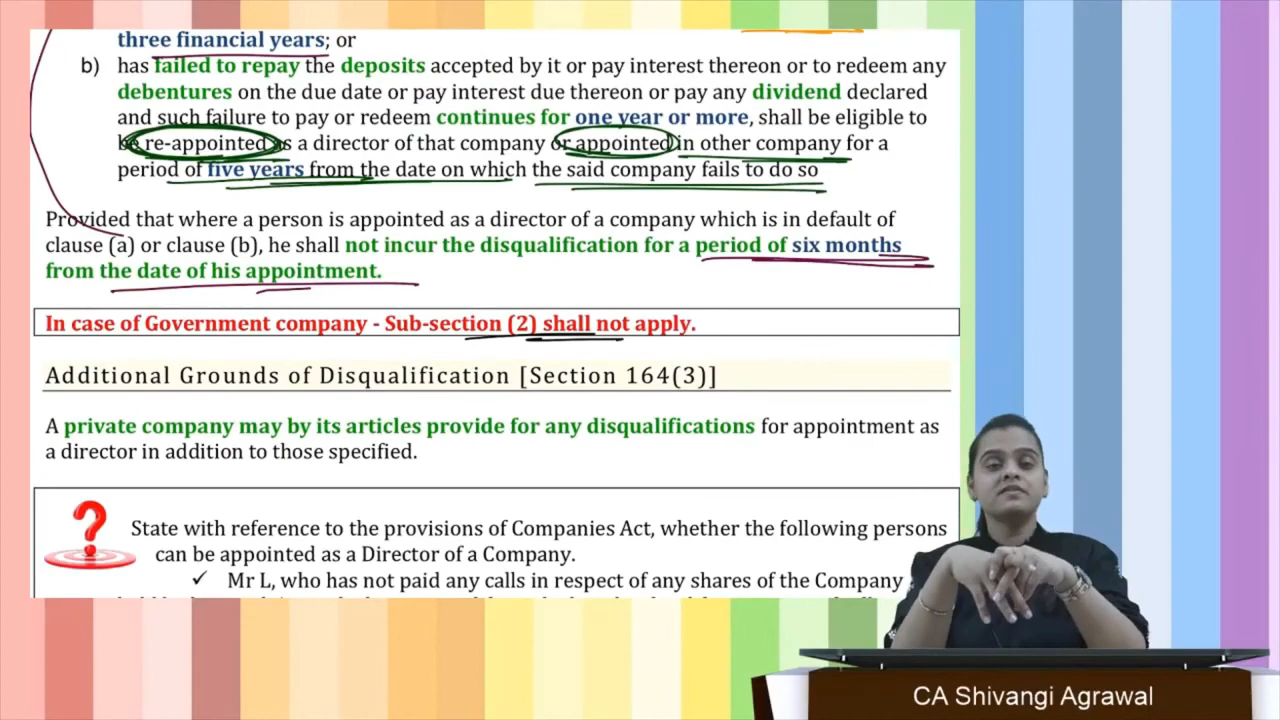 three financial years; or
b) has failed to repay the deposits accepted by it or pay interest thereon or to redeem any
debentures on the due date or pay interest due thereon or pay any dividend declared
and such failure to pay or redeem continues for one year or more, shall be eligible to
be re-appointed as a director of that company or appointed in other company for a
period of five years from the date on which the said company fails to do so
Provided that where a person is appointed as a director of a company which is in default of
clause (a) or clause (b), he shall not incur the disqualification for a period of six months
from the date of his appointment.
In case of Government company - Sub-section (2) shall not apply.
Additional Grounds of Disqualification [Section 164(3)]
A private company may by its articles provide for any disqualifications for appointment as
a director in addition to those specified.
State with reference to the provisions of Companies Act, whether the following persons
can be appointed as a Director of a Company.
✓ Mr L, who has not paid any calls in respect of any shares of the Company
CA Shivangi Agrawal